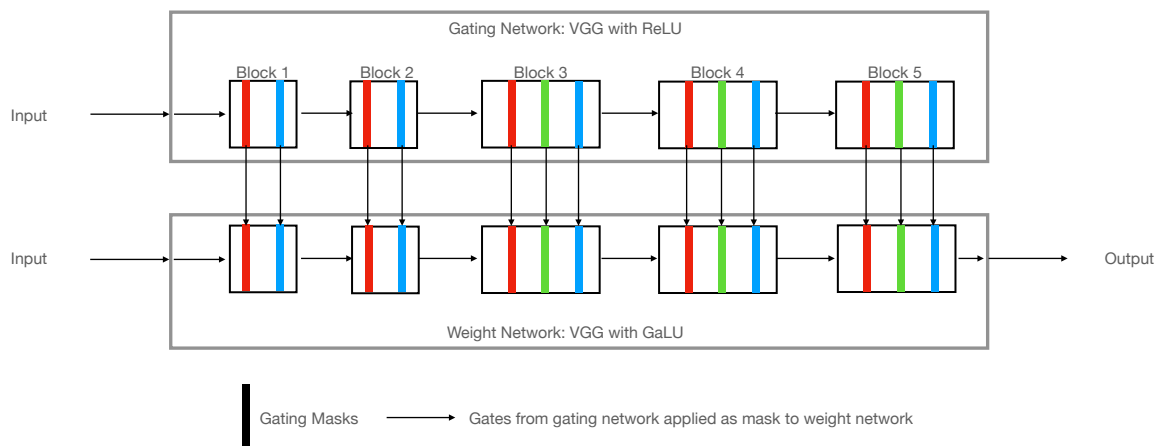 Gating Network: VGG with ReLU
Block 1
Block 2
Block 3
Block 4
Block 5
Input
Input
Output
Weight Network: VGG with GaLU
Gating Masks
Gates from gating network applied as mask to weight network